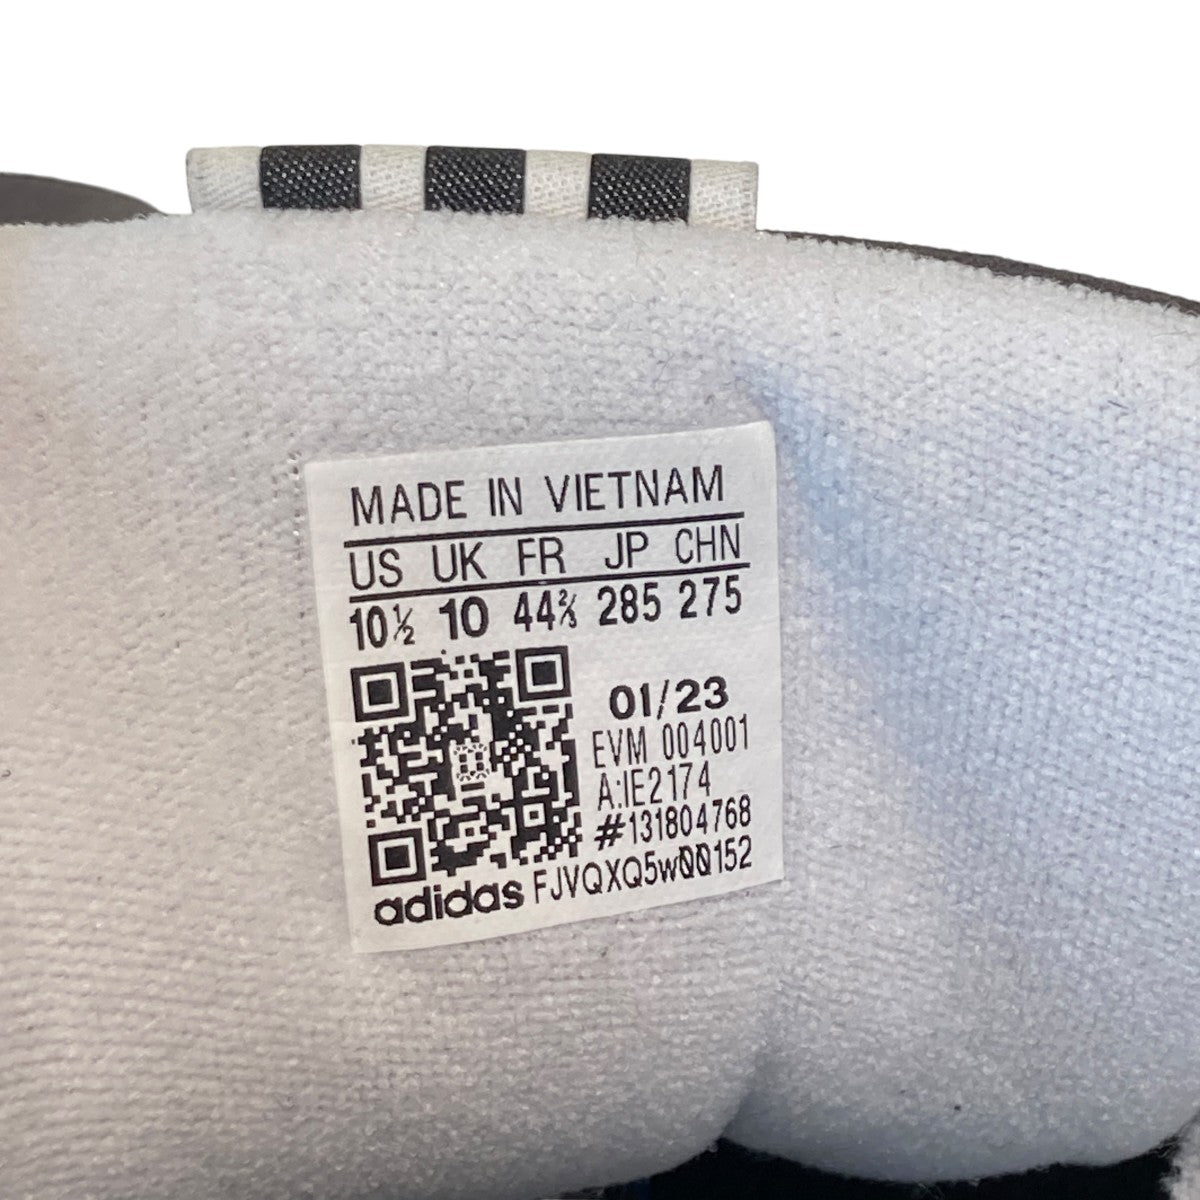 MADE IN VIETNAM
US UK FR JP CHN
10½ 10 44⅔ 285 275
01/23
EVM 004001
A:IE2174
#131804768
adidas FJVQXQ5w00152